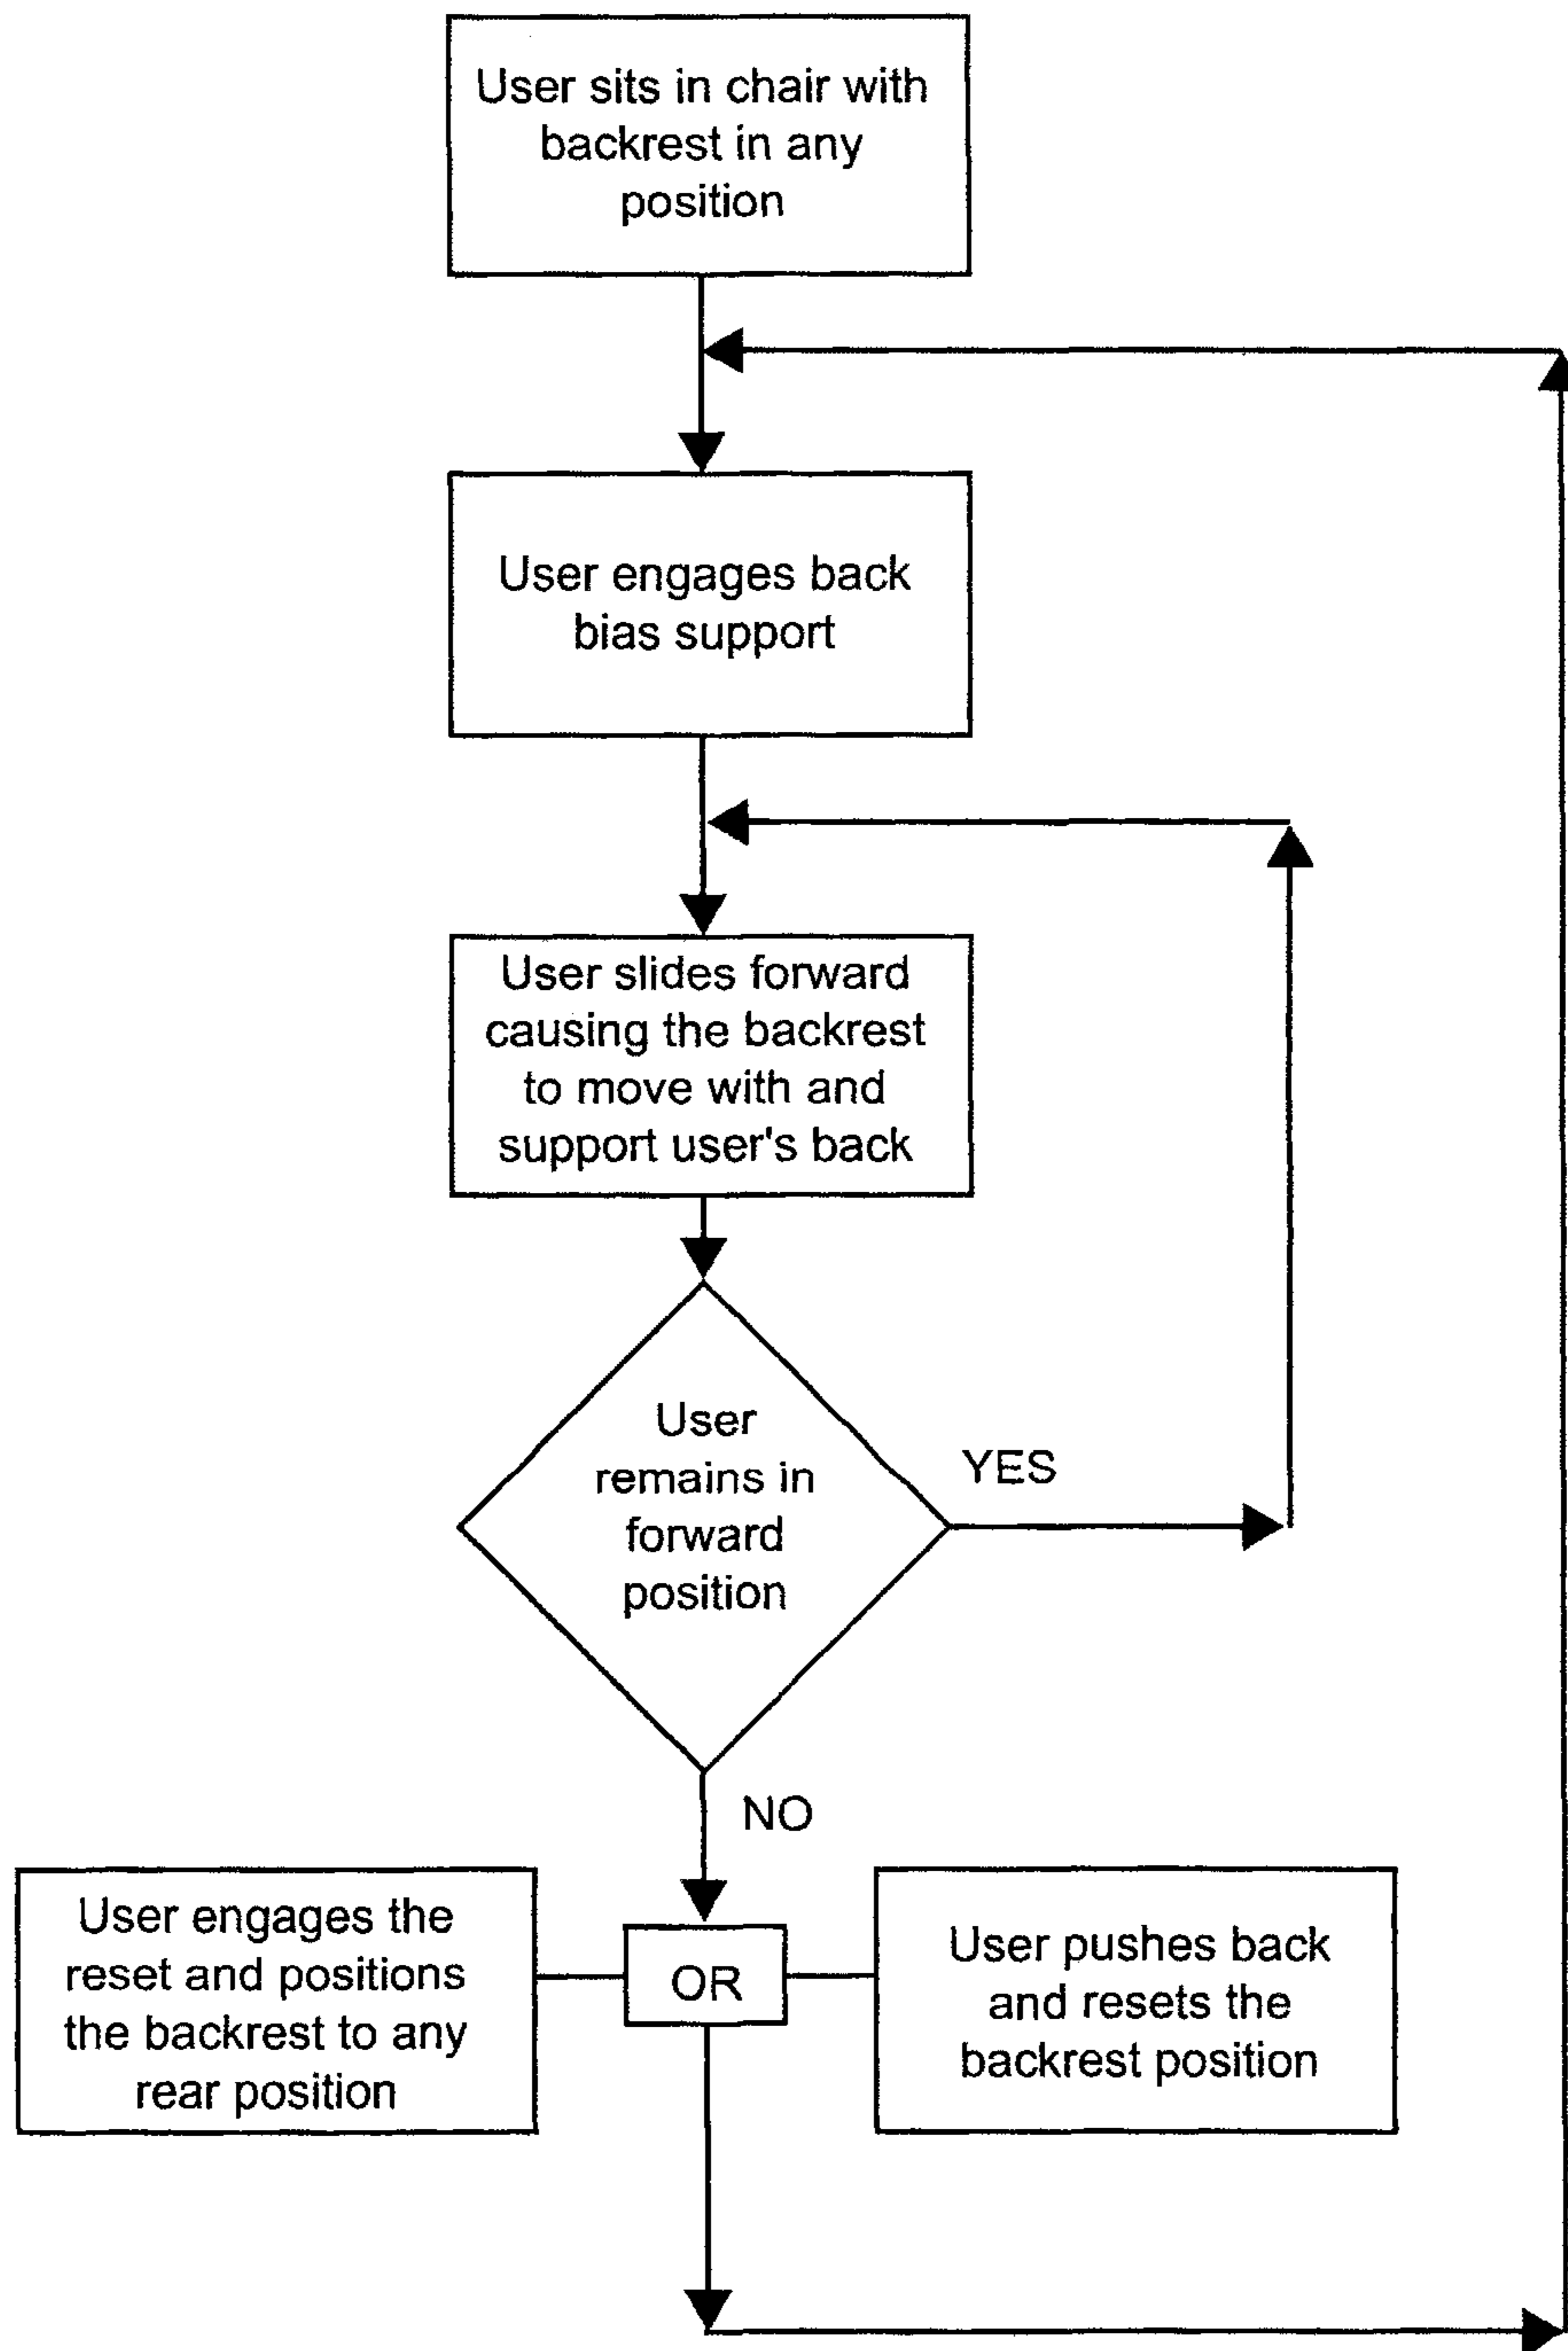 User sits in chair with
backrest in any
position
User engages back
bias support
User slides forward
causing the backrest
to move with and
support user's back
User
remains in
forward
position
YES
NO
User engages the
reset and positions
the backrest to any
rear position
OR
User pushes back
and resets the
backrest position